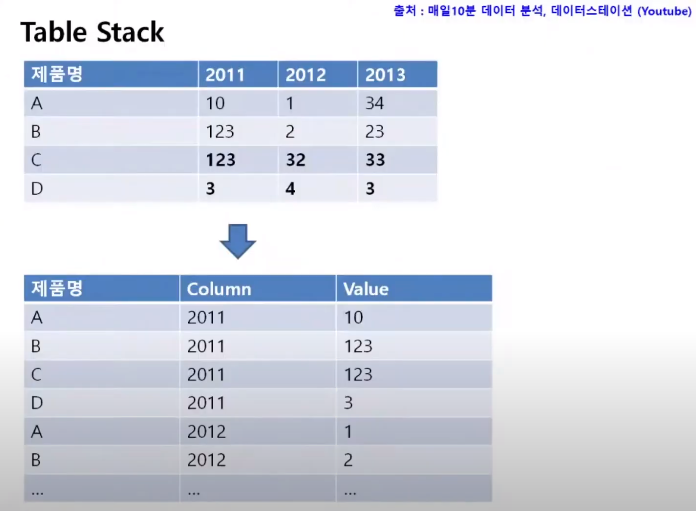 출처 : 매일10분 데이터 분석, 데이터스테이션 (Youtube)
Table Stack
제품명 2011 2012 2013
A 10 1 34
B 123 2 23
C 123 32 33
D 3 4 3
제품명 Column Value
A 2011 10
B 2011 123
C 2011 123
D 2011 3
A 2012 1
B 2012 2
... ... ...